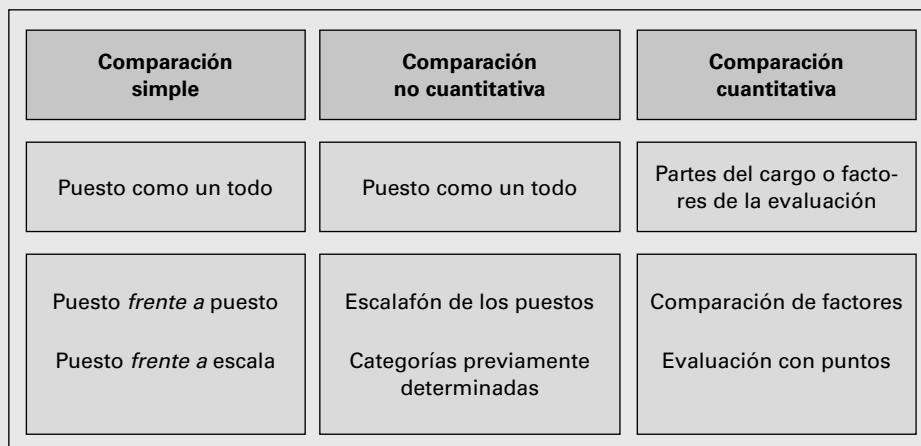 Comparación
simple
Comparación
no cuantitativa
Comparación
cuantitativa
Puesto como un todo
Puesto como un todo
Partes del cargo o facto-
res de la evaluación
Puesto frente a puesto
Puesto frente a escala
Escalafón de los puestos
Categorías previamente
determinadas
Comparación de factores
Evaluación con puntos